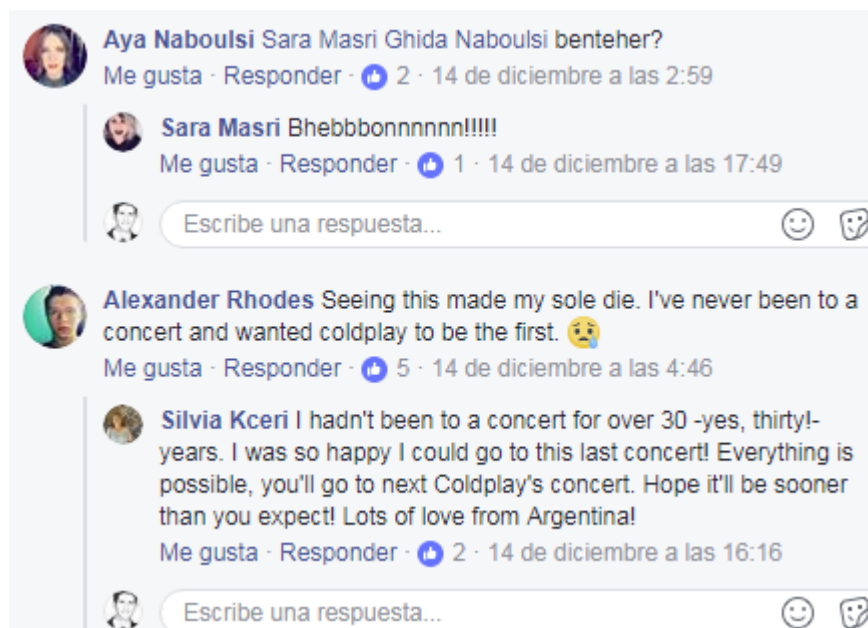 Aya Naboulsi Sara Masri Ghida Naboulsi benteher?
Me gusta · Responder · 2 · 14 de diciembre a las 2:59
Sara Masri Bhebbbonnnnnn!!!!!
Me gusta · Responder · 1 · 14 de diciembre a las 17:49
Escribe una respuesta...
Alexander Rhodes Seeing this made my sole die. I've never been to a
concert and wanted coldplay to be the first.
Me gusta · Responder · 5 · 14 de diciembre a las 4:46
Silvia Kceri I hadn't been to a concert for over 30 -yes, thirty!-
years. I was so happy I could go to this last concert! Everything is
possible, you'll go to next Coldplay's concert. Hope it'll be sooner
than you expect! Lots of love from Argentina!
Me gusta · Responder · 2 · 14 de diciembre a las 16:16
Escribe una respuesta...